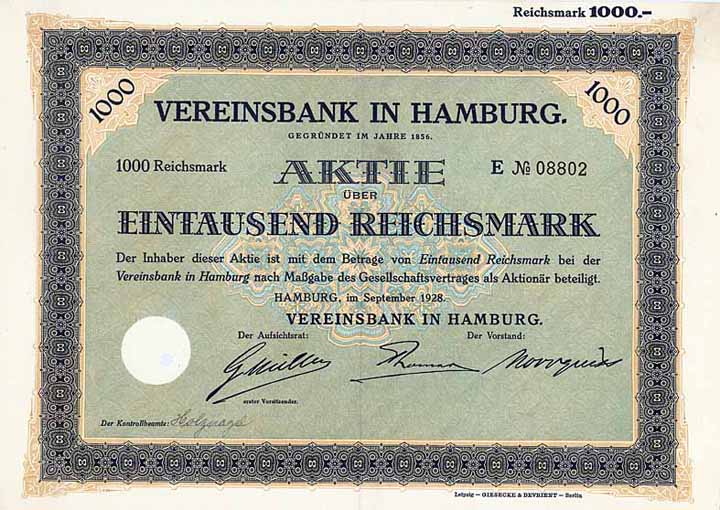 Reichsmark 1000.–
1000
1000
VEREINSBANK IN HAMBURG.
GEGRÜNDET IM JAHRE 1856.
1000 Reichsmark AKTIE E № 08802
ÜBER
EINTAUSEND REICHSMARK
Der Inhaber dieser Aktie ist mit dem Betrage von Eintausend Reichsmark bei der
Vereinsbank in Hamburg nach Maßgabe des Gesellschaftsvertrages als Aktionär beteiligt.
HAMBURG, im September 1928.
VEREINSBANK IN HAMBURG.
Der Aufsichtsrat: Der Vorstand:
erster Vorsitzender.
Der Kontrollbeamte:
Leipzig — GIESECKE & DEVRIENT — Berlin.